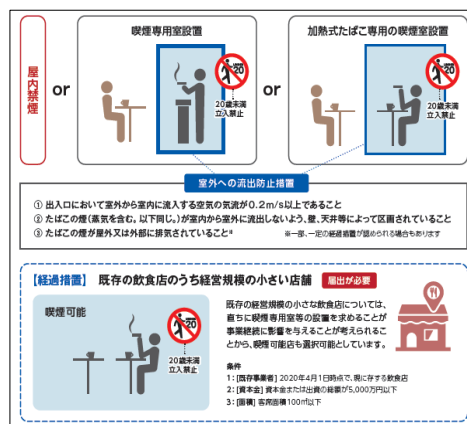 屋内禁煙
or
喫煙専用室設置
20
20歳未満
立入禁止
or
加熱式たばこ専用の喫煙室設置
20
20歳未満
立入禁止
室外への流出防止措置
① 出入口において室外から室内に流入する空気の気流が0.2m/s以上であること
② たばこの煙(蒸気を含む。以下同じ。)が室内から室外に流出しないよう、壁、天井等によって区画されていること
③ たばこの煙が屋外又は外部に排気されていること※
※一部、一定の経過措置が認められる場合もあります
【経過措置】 既存の飲食店のうち経営規模の小さい店舗 届出が必要
喫煙可能
20
20歳未満
立入禁止
既存の経営規模の小さな飲食店については、
直ちに喫煙専用室等の設置を求めることが
事業継続に影響を与えることが考えられるこ
とから、喫煙可能店も選択可能としています。
条件
1:[既存事業者] 2020年4月1日時点で、現に存する飲食店
2:[資本金] 資本金または出資の総額が5,000万円以下
3:[面積] 客席面積100㎡以下